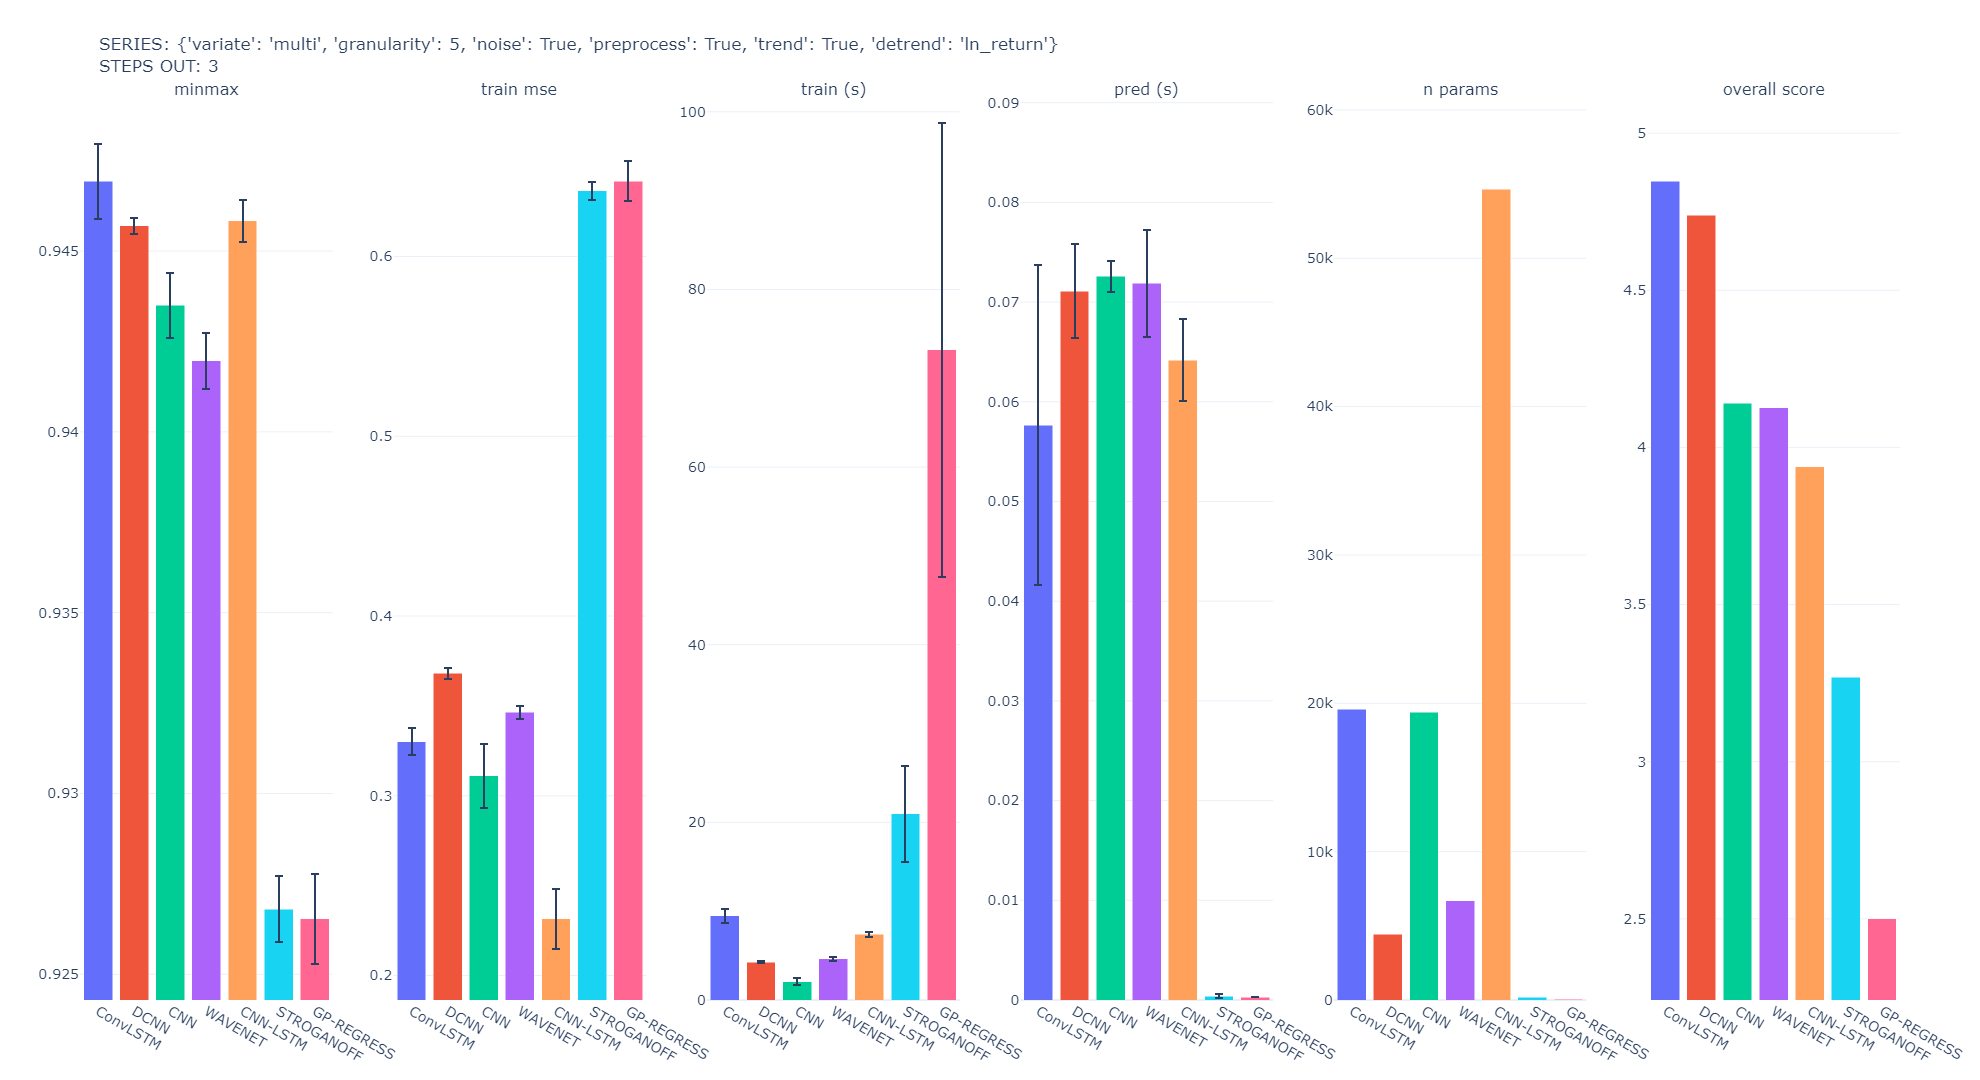 SERIES: {'variate': 'multi', 'granularity': 5, 'noise': True, 'preprocess': True, 'trend': True, 'detrend': 'ln_return'}
STEPS OUT: 3
minmax
0.945
0.94
0.935
0.93
0.925
ConvLSTM
DCNN
CNN
WAVENET
CNN-LSTM
STROGANOFF
GP-REGRESS
train mse
0.6
0.5
0.4
0.3
0.2
ConvLSTM
DCNN
CNN
WAVENET
CNN-LSTM
STROGANOFF
GP-REGRESS
train (s)
100
80
60
40
20
0
ConvLSTM
DCNN
CNN
WAVENET
CNN-LSTM
STROGANOFF
GP-REGRESS
pred (s)
0.09
0.08
0.07
0.06
0.05
0.04
0.03
0.02
0.01
0
ConvLSTM
DCNN
CNN
WAVENET
CNN-LSTM
STROGANOFF
GP-REGRESS
n params
60k
50k
40k
30k
20k
10k
0
ConvLSTM
DCNN
CNN
WAVENET
CNN-LSTM
STROGANOFF
GP-REGRESS
overall score
5
4.5
4
3.5
3
2.5
ConvLSTM
DCNN
CNN
WAVENET
CNN-LSTM
STROGANOFF
GP-REGRESS